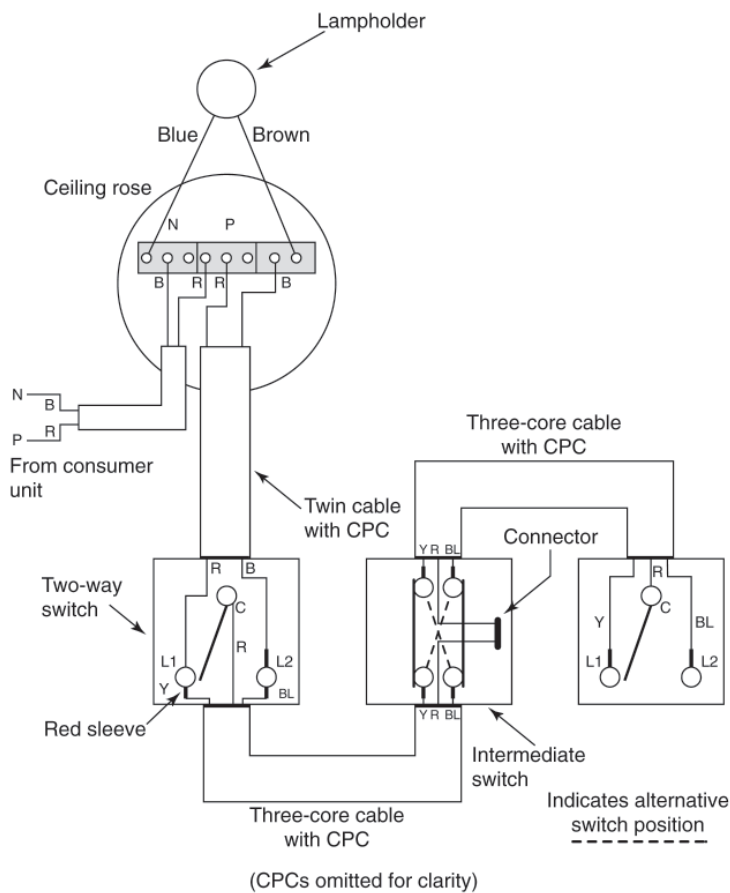 Lampholder
Blue
Brown
Ceiling rose
N
P
B
R
R
B
N
B
R
P
From consumer
unit
Three-core cable
with CPC
Twin cable
with CPC
Connector
Y R BL
R
B
R
Two-way
switch
C
C
Y
BL
R
L1
L2
L1
L2
Y
BL
Red sleeve
Y R BL
Intermediate
switch
Three-core cable
with CPC
Indicates alternative
switch position
(CPCs omitted for clarity)